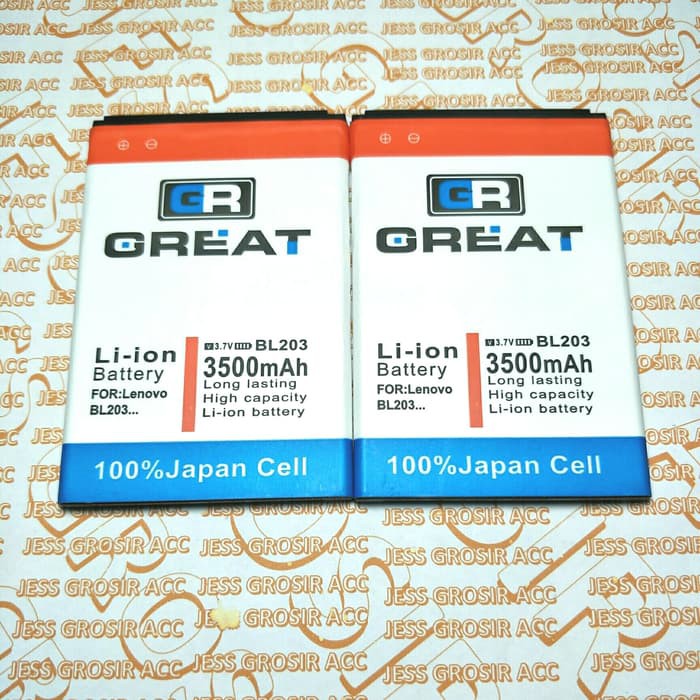 GR
GREAT
Li-ion
Battery
FOR:Lenovo
BL203...
V 3.7V BL203
3500mAh
Long lasting
High capacity
Li-ion battery
100%Japan Cell
GR
GREAT
Li-ion
Battery
FOR:Lenovo
BL203...
V 3.7V BL203
3500mAh
Long lasting
High capacity
Li-ion battery
100%Japan Cell
JESS GROSIR ACC